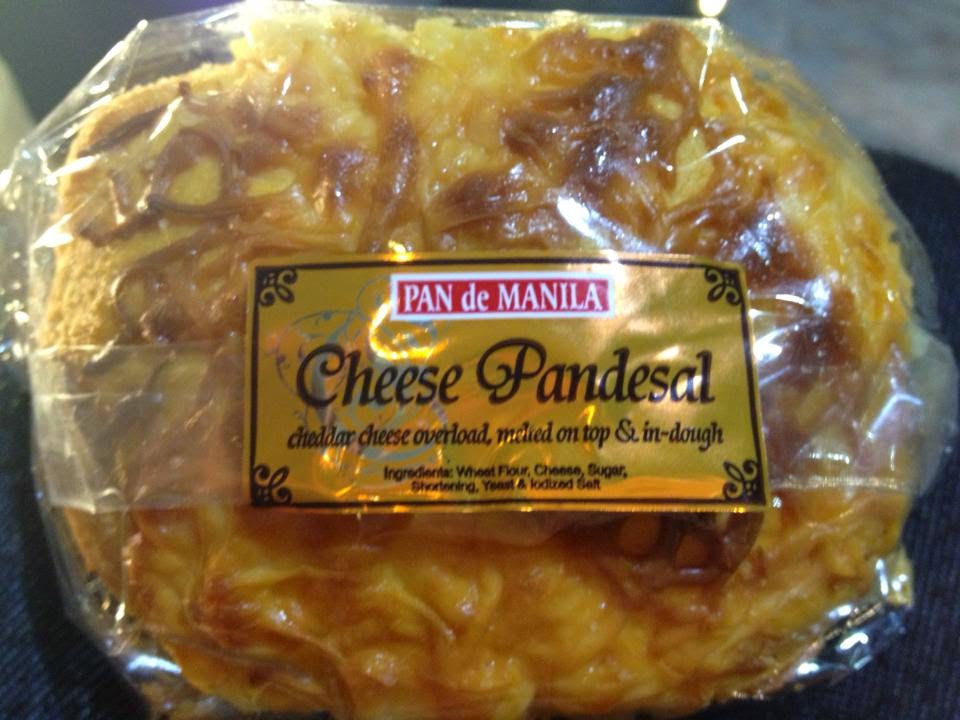 PAN de MANILA
Cheese Pandesal
cheddar cheese overload, melted on top & in-dough
Ingredients: Wheat Flour, Cheese, Sugar,
Shortening, Yeast & Iodized Salt